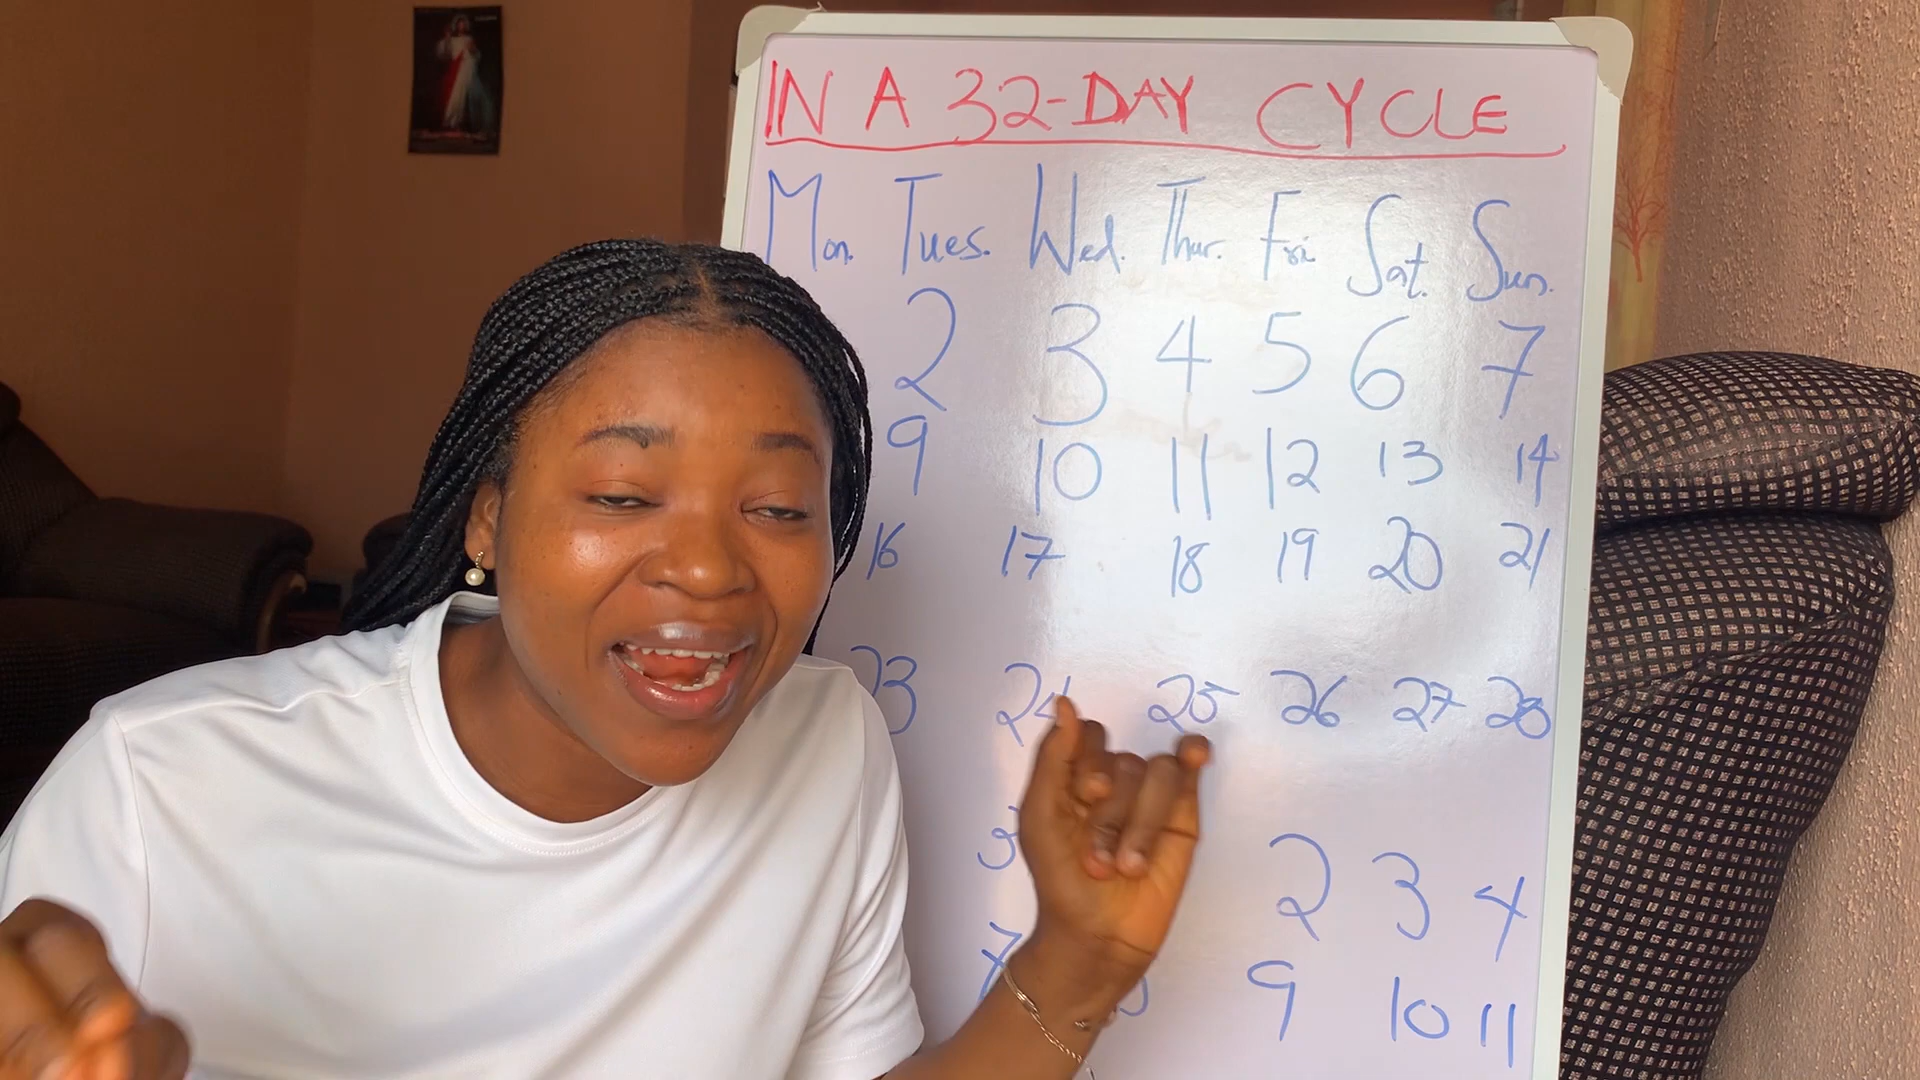 IN A 32-DAY CYCLE
Mon. Tues. Wed. Thur. Fri. Sat. Sun.
2 3 4 5 6 7
9 10 11 12 13 14
16 17 18 19 20 21
23 24 25 26 27 28
2 3 4
9 10 11